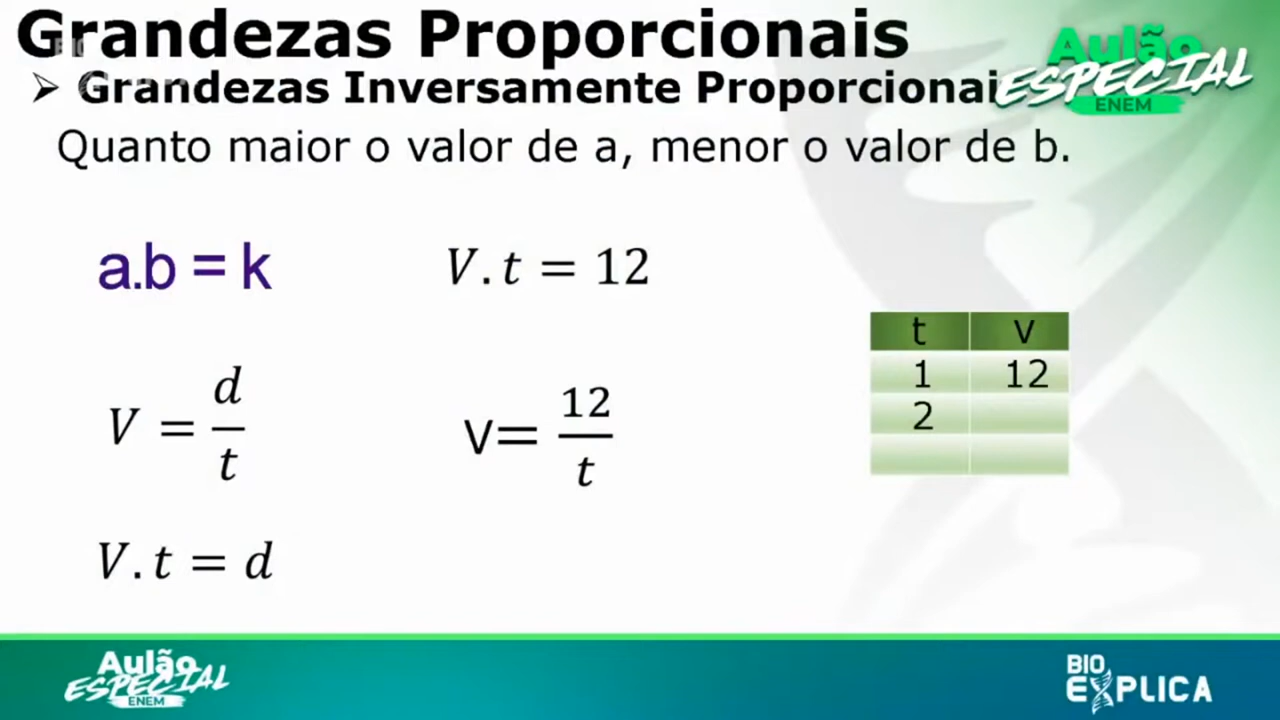 Grandezas Proporcionais
➢ Grandezas Inversamente Proporcionai
Aulão
ESPECIAL
ENEM
Quanto maior o valor de a, menor o valor de b.
a.b = k
V.t = 12
t V
1 12
2
V = d/t
V= 12/t
V.t = d
Aulão
ESPECIAL
ENEM
BIO
EXPLICA